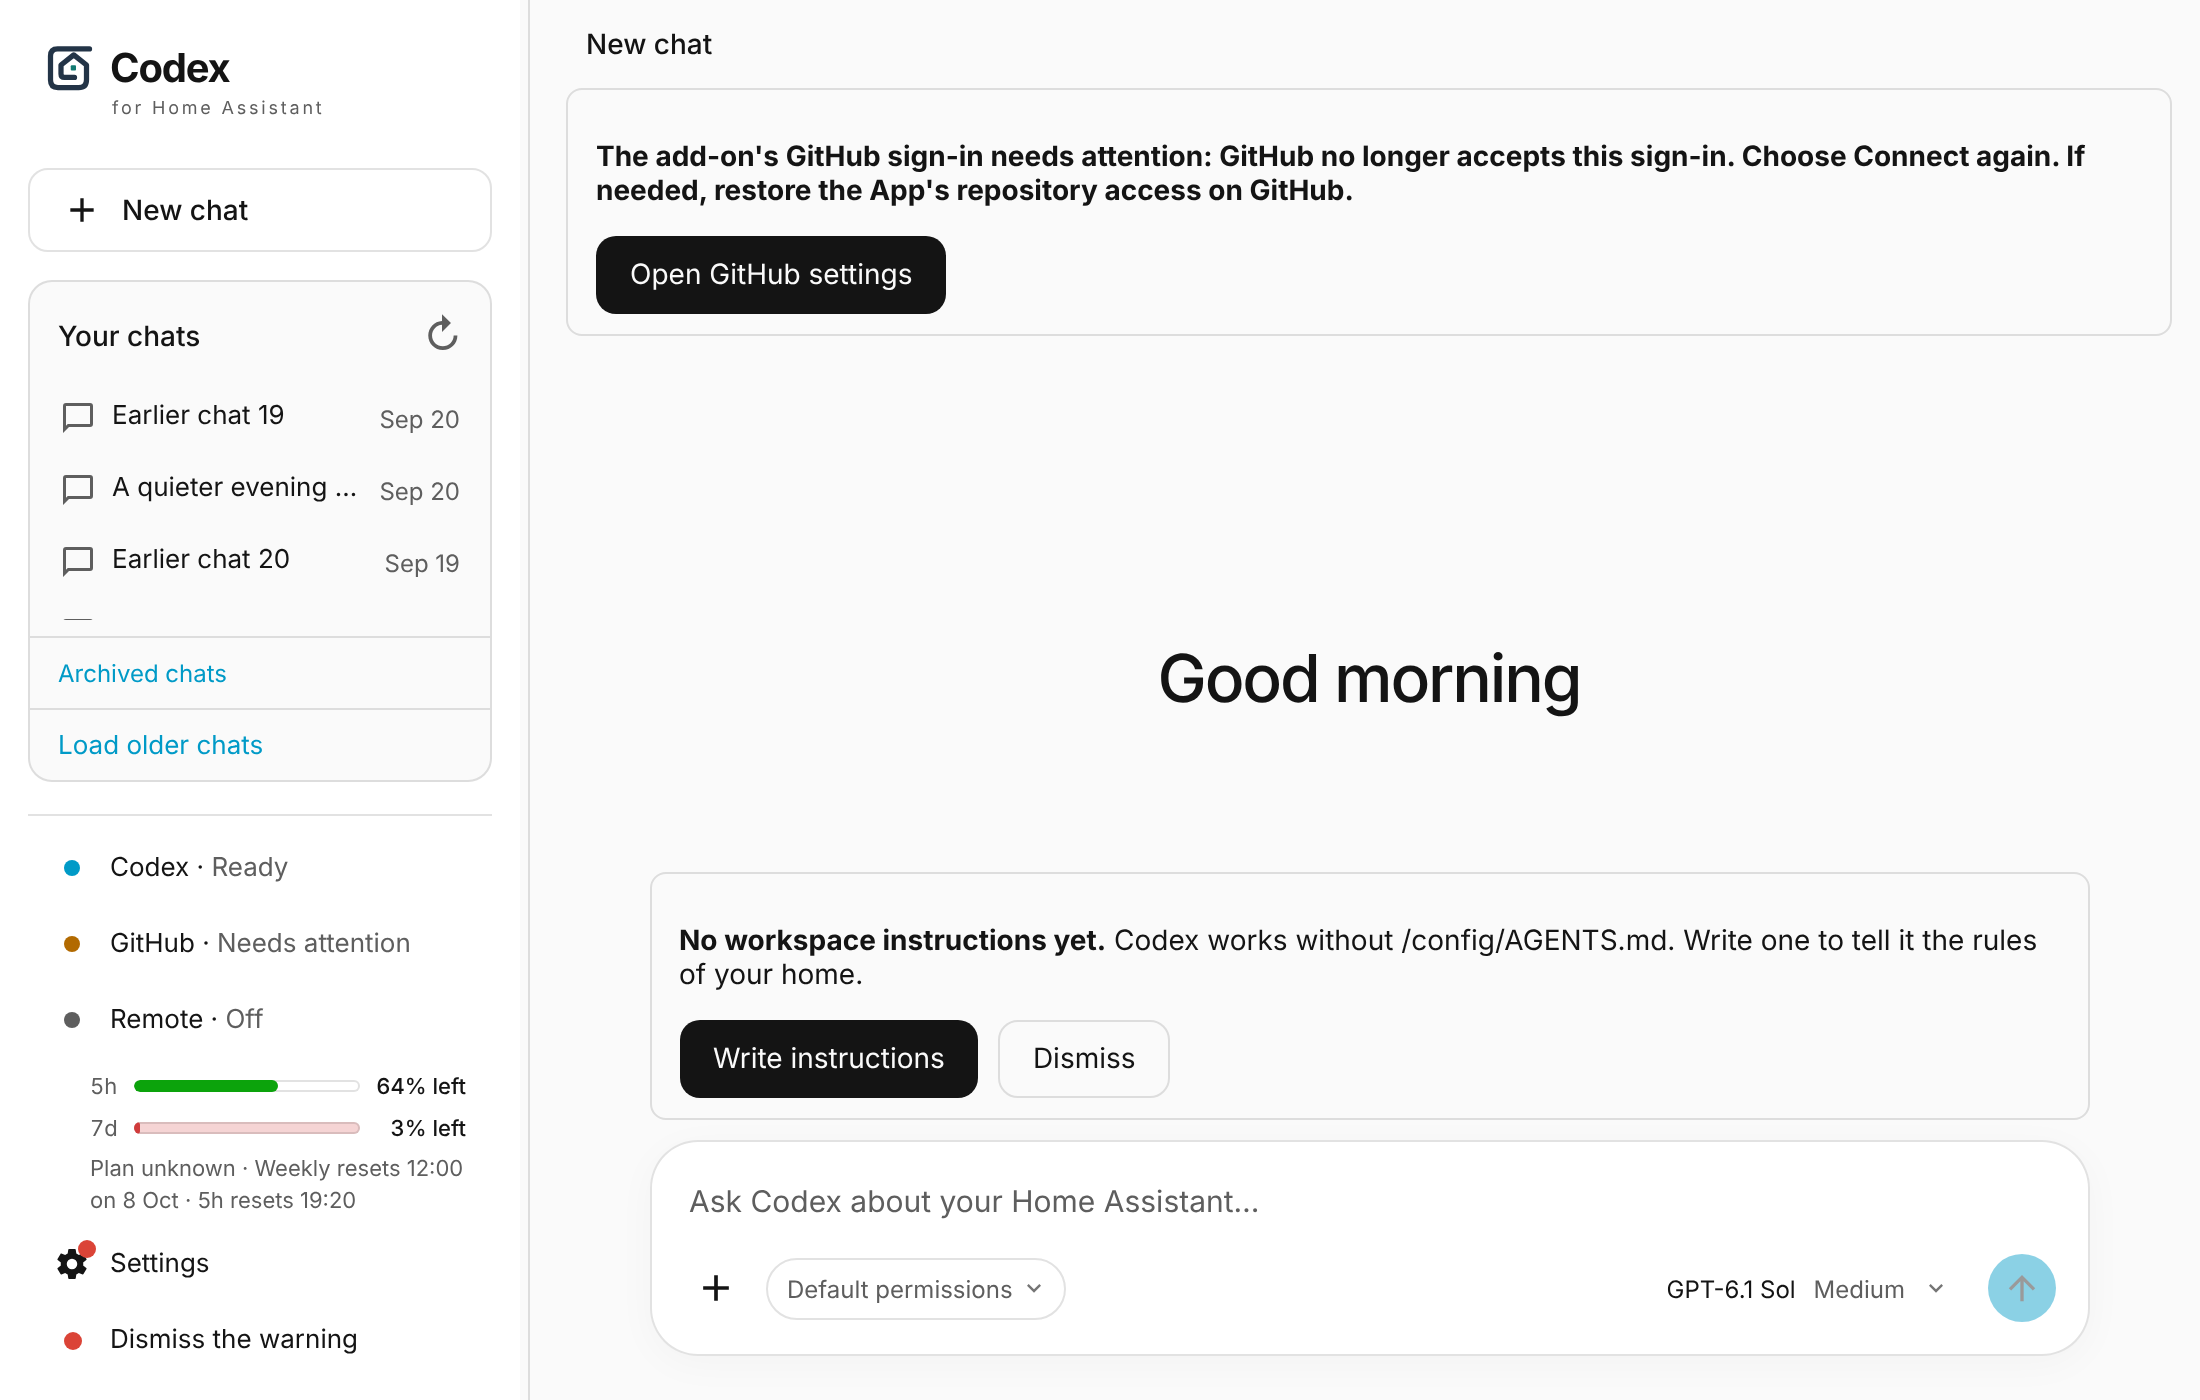 Codex
for Home Assistant
New chat
Your chats
Earlier chat 19 Sep 20
A quieter evening ... Sep 20
Earlier chat 20 Sep 19
Archived chats
Load older chats
Codex · Ready
GitHub · Needs attention
Remote · Off
5h 64% left
7d 3% left
Plan unknown · Weekly resets 12:00
on 8 Oct · 5h resets 19:20
Settings
Dismiss the warning
New chat
The add-on's GitHub sign-in needs attention: GitHub no longer accepts this sign-in. Choose Connect again. If
needed, restore the App's repository access on GitHub.
Open GitHub settings
Good morning
No workspace instructions yet. Codex works without /config/AGENTS.md. Write one to tell it the rules
of your home.
Write instructions Dismiss
Ask Codex about your Home Assistant...
Default permissions GPT-6.1 Sol Medium